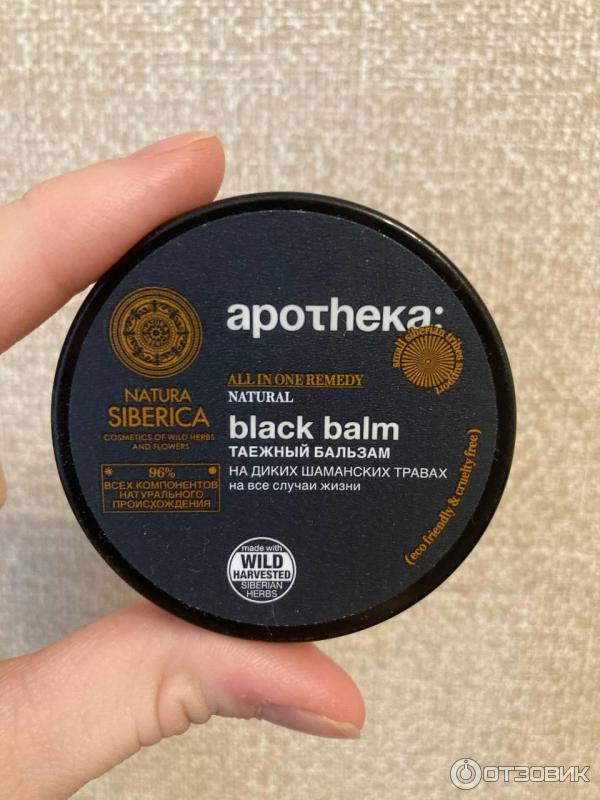 apoтheкa:
small siberian tribes support
ALL IN ONE REMEDY
NATURAL
black balm
ТАЕЖНЫЙ БАЛЬЗАМ
НА ДИКИХ ШАМАНСКИХ ТРАВАХ
на все случаи жизни
NATURA
SIBERICA
COSMETICS OF WILD HERBS
AND FLOWERS
96%
ВСЕХ КОМПОНЕНТОВ
НАТУРАЛЬНОГО
ПРОИСХОЖДЕНИЯ
(eco friendly & cruelty free)
made with
WILD
HARVESTED
SIBERIAN
HERBS
ОТЗОВИК